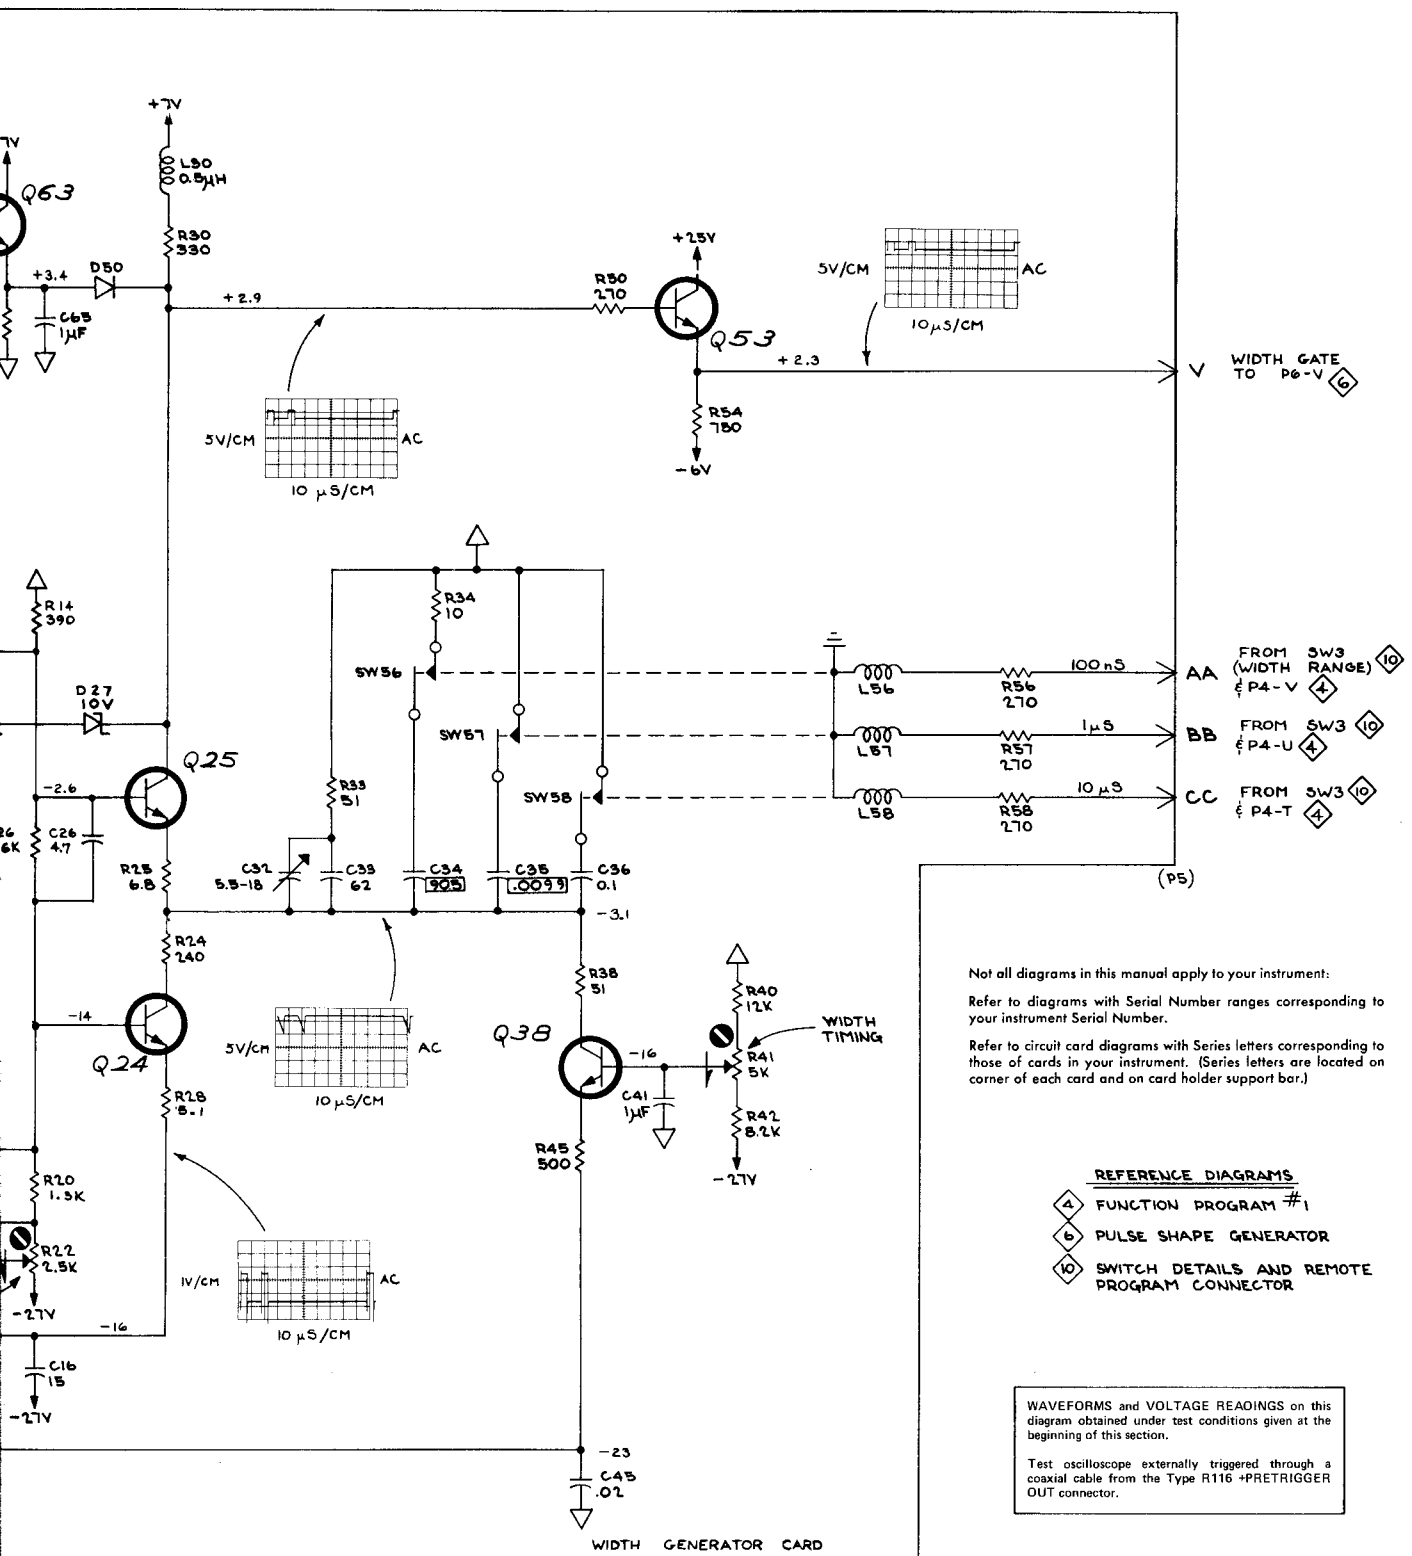 +7V
7V
L30
0.5µH
Q63
R30
330
D50
+3.4
+2.9
C65
1µF
R50
270
+25V
Q53
+2.3
R54
750
-6V
5V/CM
AC
10 µS/CM
5V/CM
AC
10 µS/CM
V
WIDTH GATE
TO P6-V 6
R14
390
R34
10
SW56
SW57
SW58
D27
10V
Q25
-2.6
26
6K
C26
4.7
R25
6.8
R33
51
C32
5.5-18
C33
62
C34
905
C35
.0099
C36
0.1
-3.1
L56
R56
270
100 nS
AA
FROM SW3
(WIDTH RANGE) 10
& P4-V 4
L57
R57
270
1µS
BB
FROM SW3 10
& P4-U 4
L58
R58
270
10 µS
CC
FROM SW3 10
& P4-T 4
(P5)
R24
240
-14
Q24
R28
5.1
5V/CM
AC
10 µS/CM
R38
51
Q38
-16
C41
1µF
R40
12K
R41
5K
WIDTH
TIMING
R42
8.2K
-27V
R45
500
R20
1.3K
R22
2.5K
-27V
-16
C16
15
-27V
1V/CM
AC
10 µS/CM
-23
C45
.02
WIDTH GENERATOR CARD
Not all diagrams in this manual apply to your instrument:
Refer to diagrams with Serial Number ranges corresponding to
your instrument Serial Number.
Refer to circuit card diagrams with Series letters corresponding to
those of cards in your instrument. (Series letters are located on
corner of each card and on card holder support bar.)
REFERENCE DIAGRAMS
4 FUNCTION PROGRAM #1
6 PULSE SHAPE GENERATOR
10 SWITCH DETAILS AND REMOTE
PROGRAM CONNECTOR
WAVEFORMS and VOLTAGE READINGS on this
diagram obtained under test conditions given at the
beginning of this section.
Test oscilloscope externally triggered through a
coaxial cable from the Type R116 +PRETRIGGER
OUT connector.